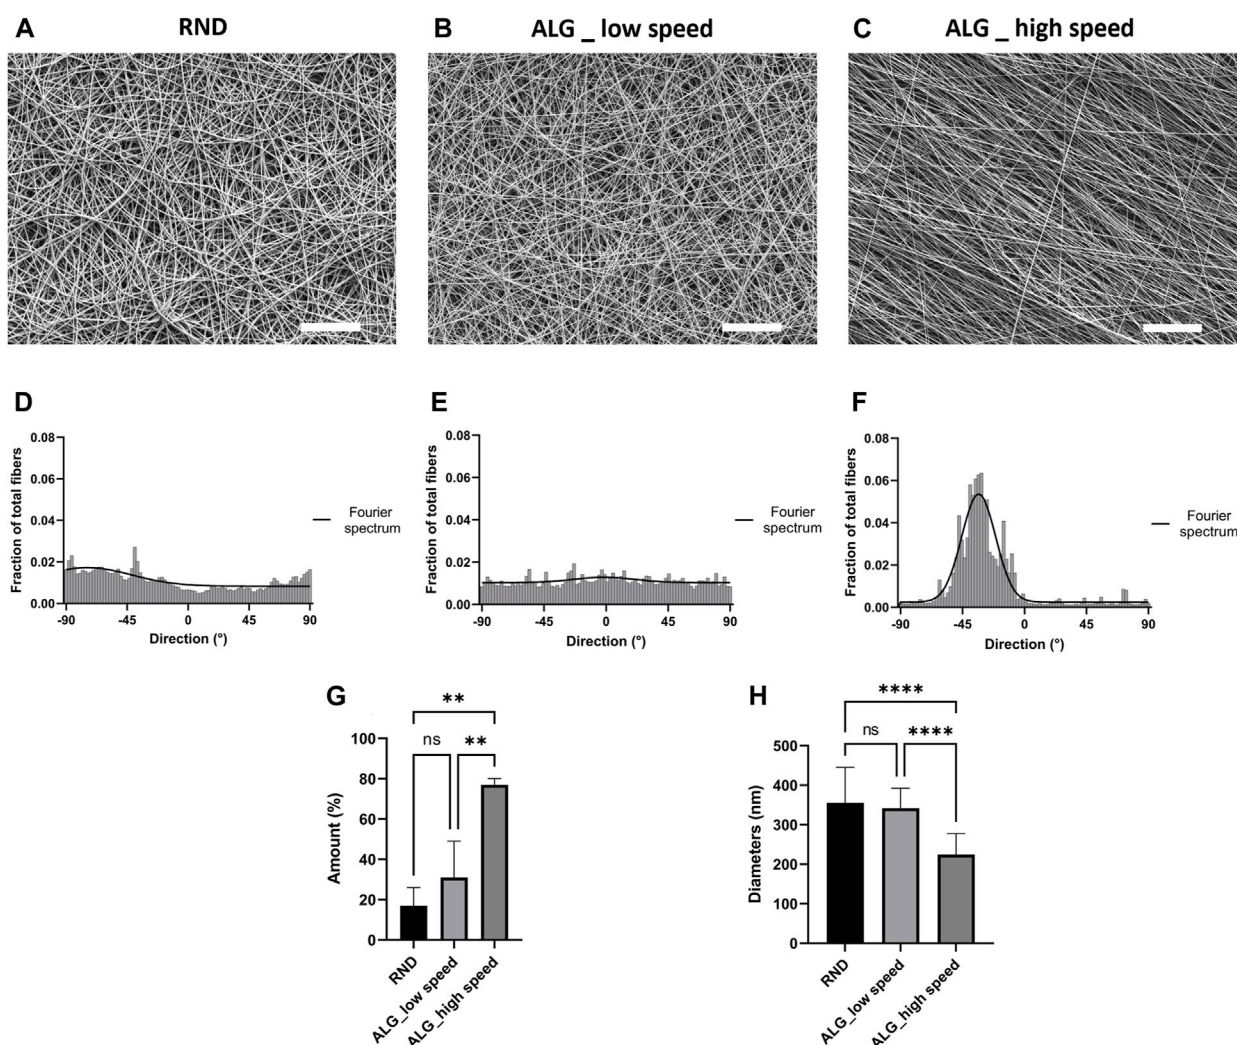 A RND
B ALG_low speed
C ALG_high speed
D
Fraction of total fibers
0.08
0.06
0.04
0.02
0.00
-90 -45 0 45 90
Direction (°)
Fourier
spectrum
E
Fraction of total fibers
0.08
0.06
0.04
0.02
0.00
-90 -45 0 45 90
Direction (°)
Fourier
spectrum
F
Fraction of total fibers
0.08
0.06
0.04
0.02
0.00
-90 -45 0 45 90
Direction (°)
Fourier
spectrum
G
**
ns **
Amount (%)
100
80
60
40
20
0
RND
ALG_low speed
ALG_high speed
H
****
ns ****
Diameters (nm)
500
400
300
200
100
0
RND
ALG_low speed
ALG_high speed